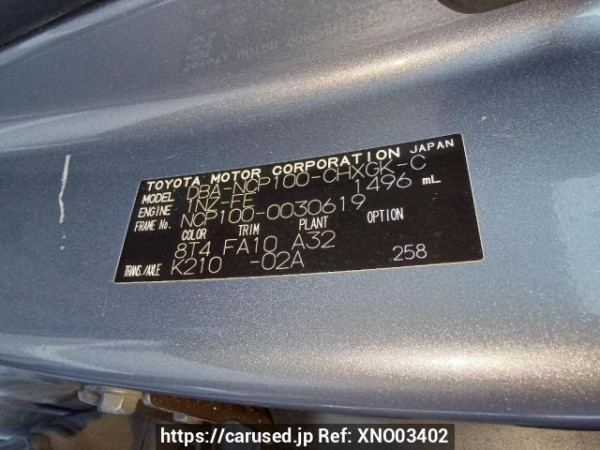 TOYOTA MOTOR CORPORATION JAPAN
MODEL DBA-NCP100-CHXGK-C
ENGINE 1NZ-FE 1496 mL
FRAME No. NCP100-0030619
COLOR TRIM PLANT OPTION
8T4 FA10 A32
TRANS./AXLE K210 -02A 258
https://carused.jp Ref: XNO03402